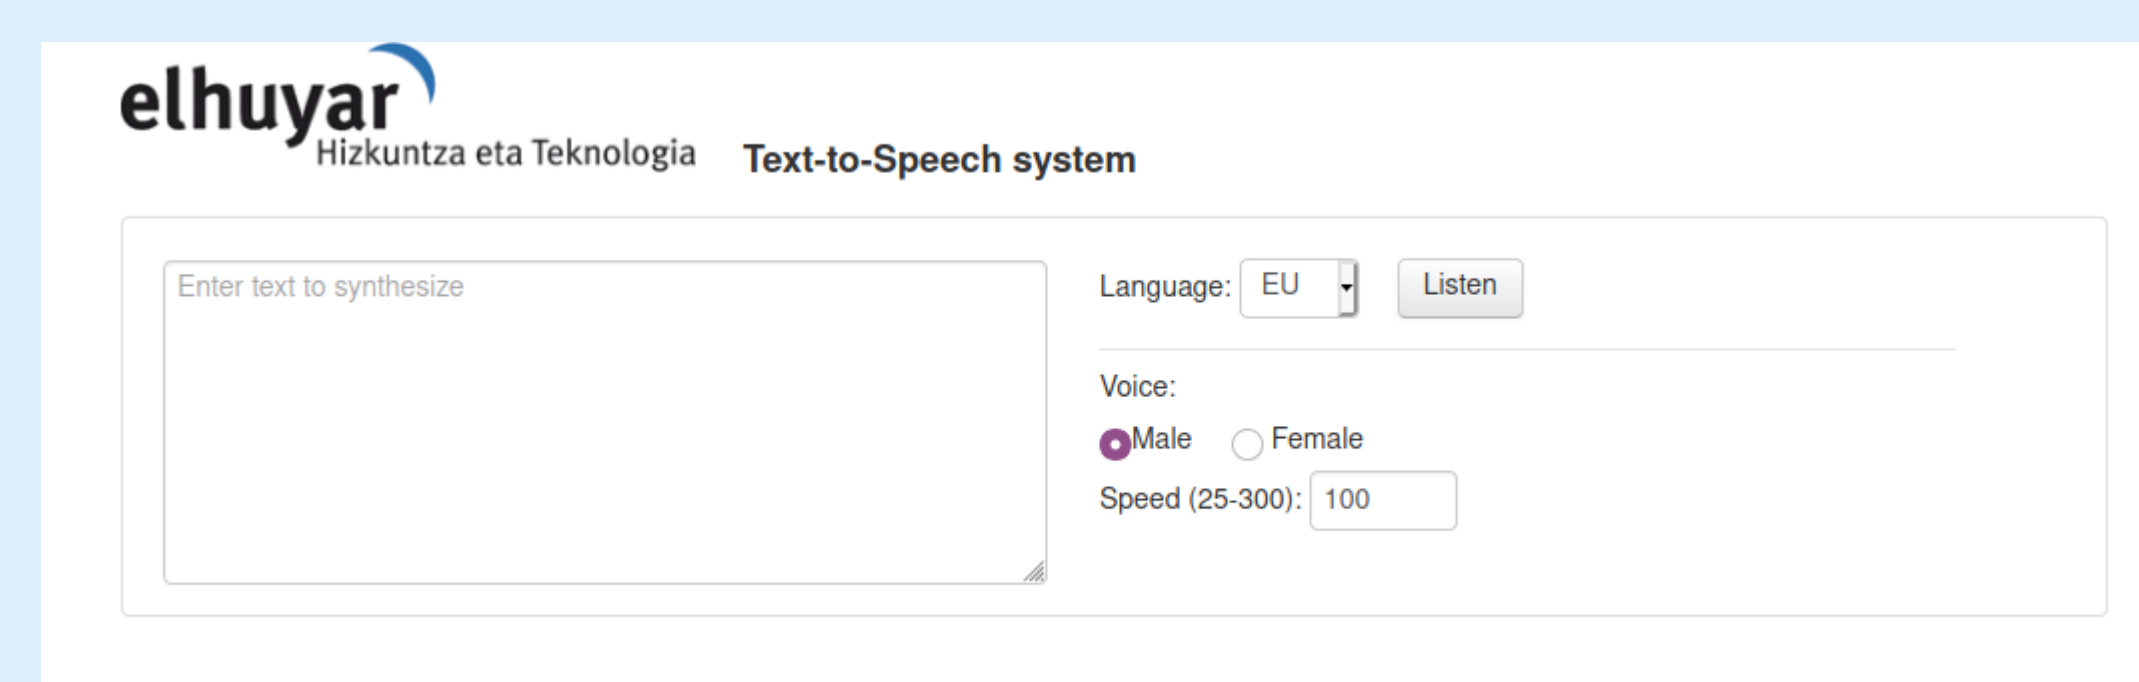 elhuyar
Hizkuntza eta Teknologia
Text-to-Speech system
Enter text to synthesize
Language: EU Listen
Voice:
Male Female
Speed (25-300): 100